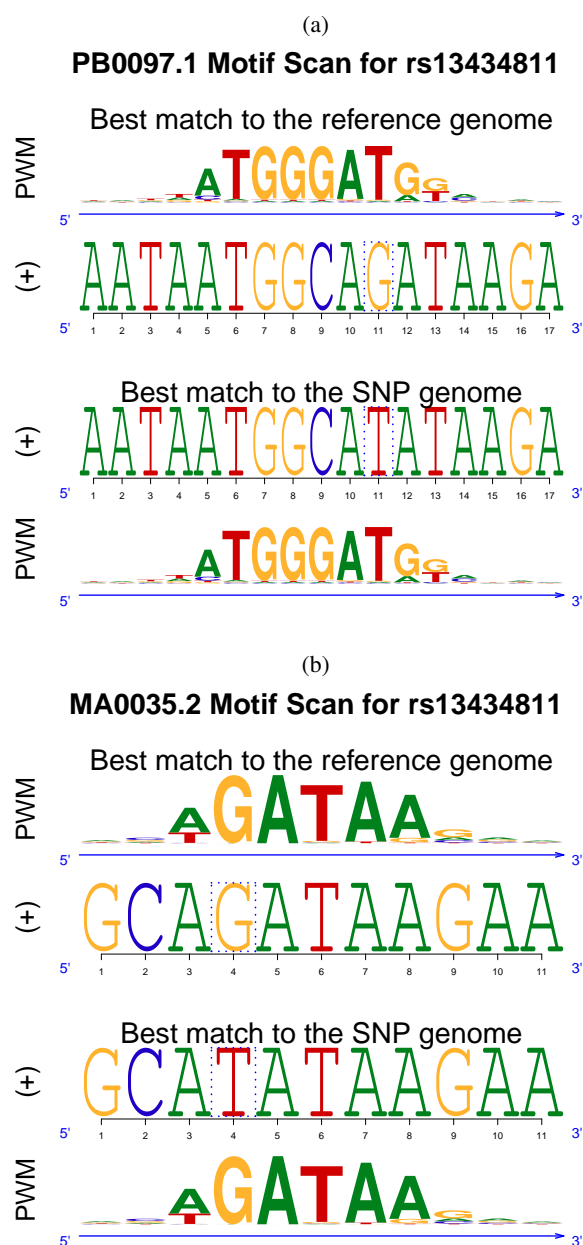 (a)
PB0097.1 Motif Scan for rs13434811
Best match to the reference genome
PWM
ATGGGATGG
5' 3'
(+)
AATAATGGCAGATAAGA
5' 1 2 3 4 5 6 7 8 9 10 11 12 13 14 15 16 17 3'
Best match to the SNP genome
(+)
AATAATGGCATATAAGA
5' 1 2 3 4 5 6 7 8 9 10 11 12 13 14 15 16 17 3'
PWM
ATGGGATGG
5' 3'
(b)
MA0035.2 Motif Scan for rs13434811
Best match to the reference genome
PWM
AGATAAG
5' 3'
(+)
GCAGATAAGAA
5' 1 2 3 4 5 6 7 8 9 10 11 3'
Best match to the SNP genome
(+)
GCATATAAGAA
5' 1 2 3 4 5 6 7 8 9 10 11 3'
PWM
AGATAAG
5' 3'